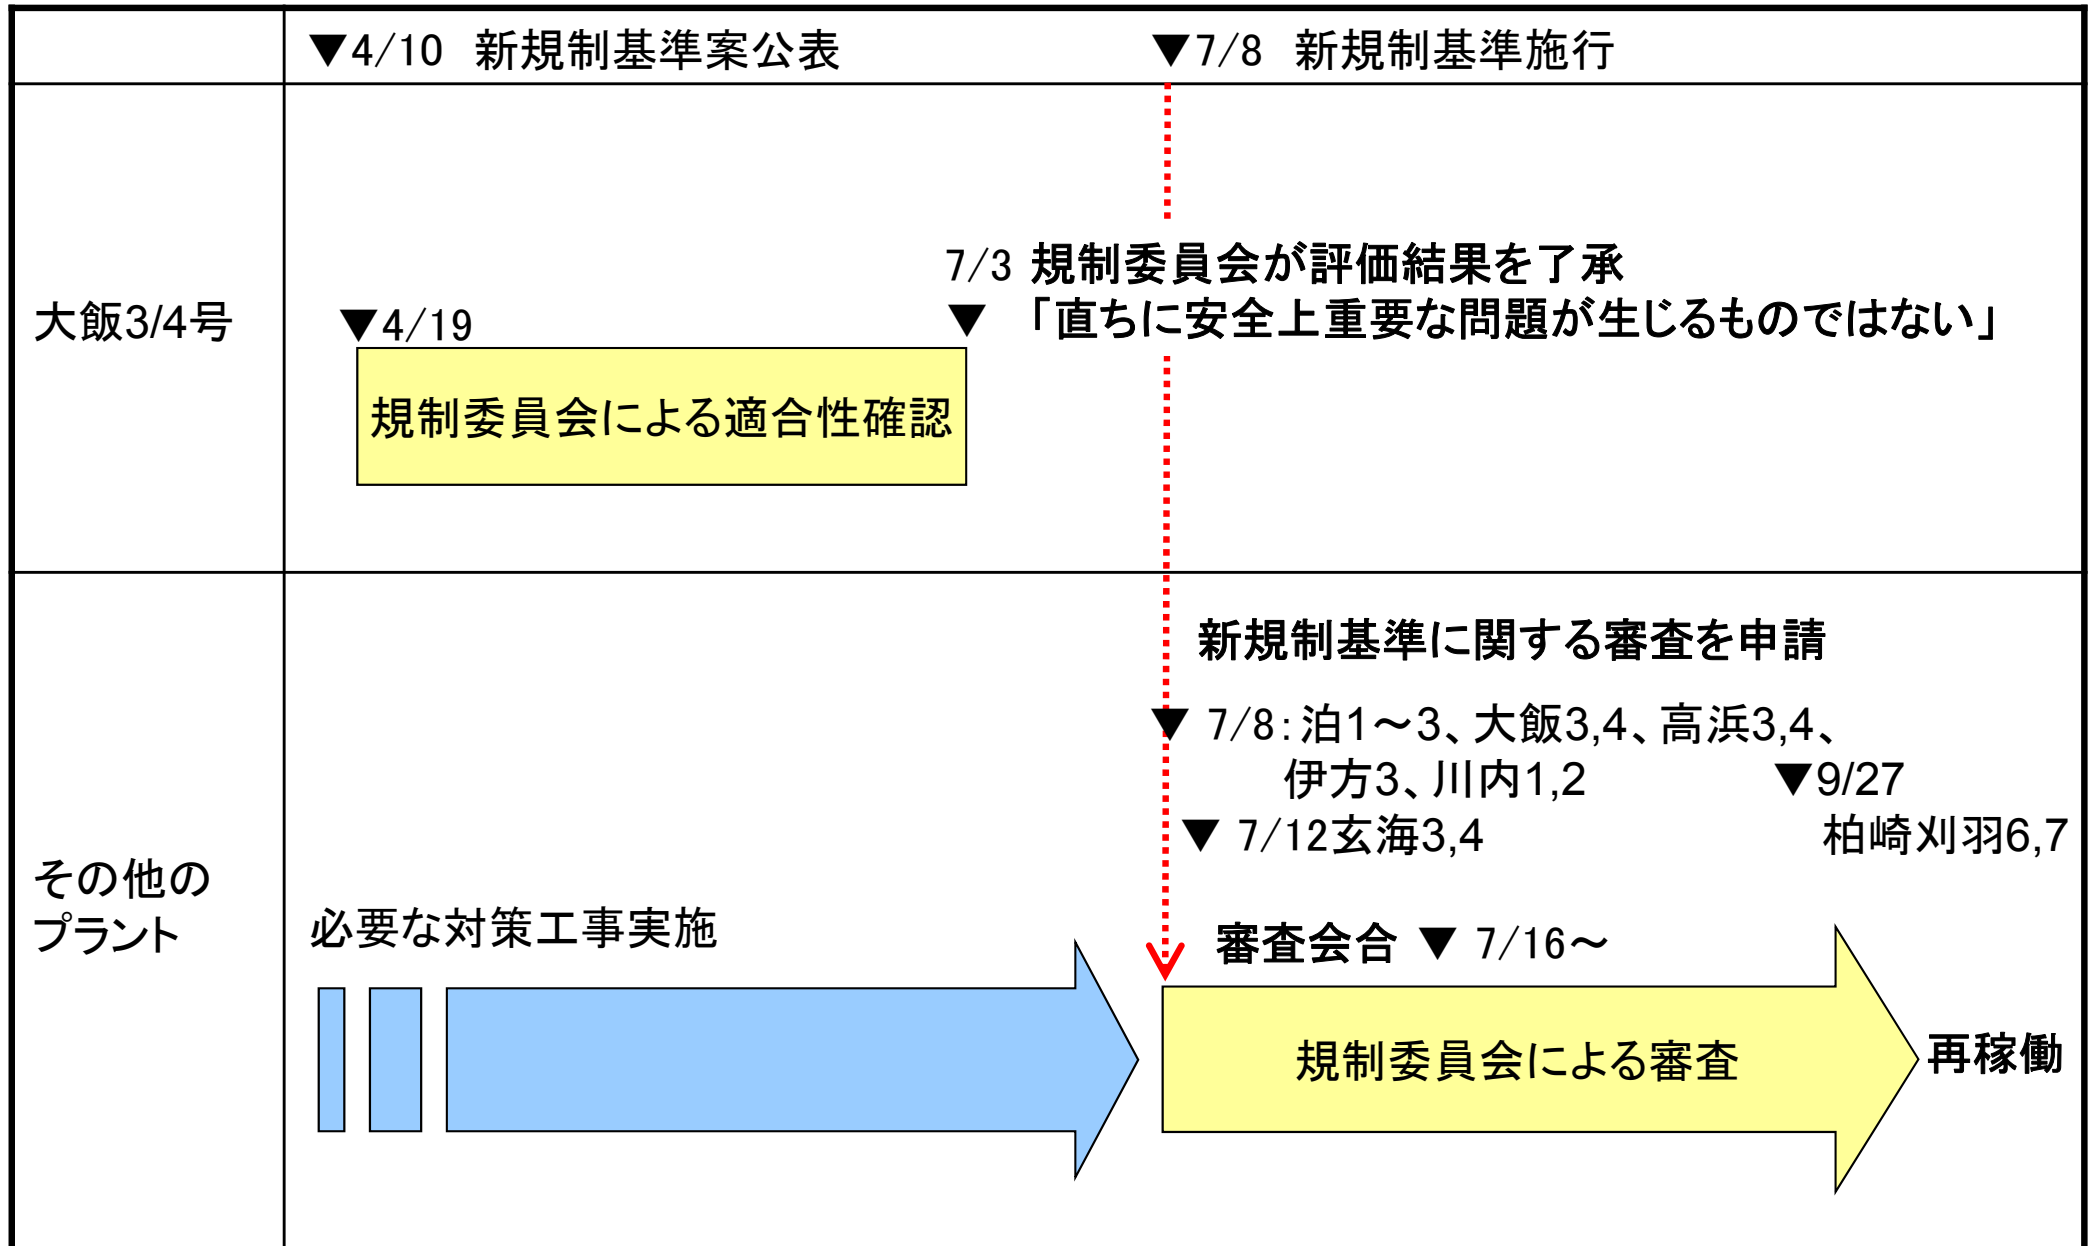 ▼4/10 新規制基準案公表
▼7/8 新規制基準施行
大飯3/4号
▼4/19
7/3 規制委員会が評価結果を了承
▼ 「直ちに安全上重要な問題が生じるものではない」
規制委員会による適合性確認
その他の
プラント
新規制基準に関する審査を申請
▼ 7/8:泊1~3、大飯3,4、高浜3,4、
伊方3、川内1,2
▼9/27
▼ 7/12玄海3,4
柏崎刈羽6,7
必要な対策工事実施
審査会合 ▼ 7/16~
規制委員会による審査
再稼働